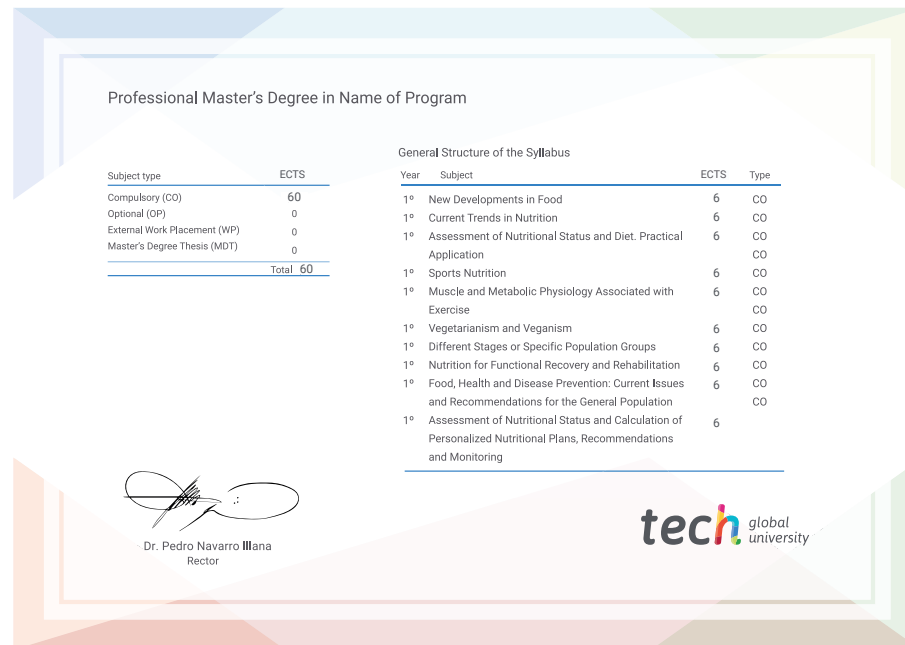 Professional Master's Degree in Name of Program
Subject type ECTS
Compulsory (CO) 60
Optional (OP) 0
External Work Placement (WP) 0
Master's Degree Thesis (MDT) 0
Total 60
General Structure of the Syllabus
Year Subject ECTS Type
1º New Developments in Food 6 CO
1º Current Trends in Nutrition 6 CO
1º Assessment of Nutritional Status and Diet. Practical 6 CO
Application CO
1º Sports Nutrition 6 CO
1º Muscle and Metabolic Physiology Associated with 6 CO
Exercise CO
1º Vegetarianism and Veganism 6 CO
1º Different Stages or Specific Population Groups 6 CO
1º Nutrition for Functional Recovery and Rehabilitation 6 CO
1º Food, Health and Disease Prevention: Current Issues 6 CO
and Recommendations for the General Population CO
1º Assessment of Nutritional Status and Calculation of 6
Personalized Nutritional Plans, Recommendations
and Monitoring
Dr. Pedro Navarro Illana
Rector
tech global
university